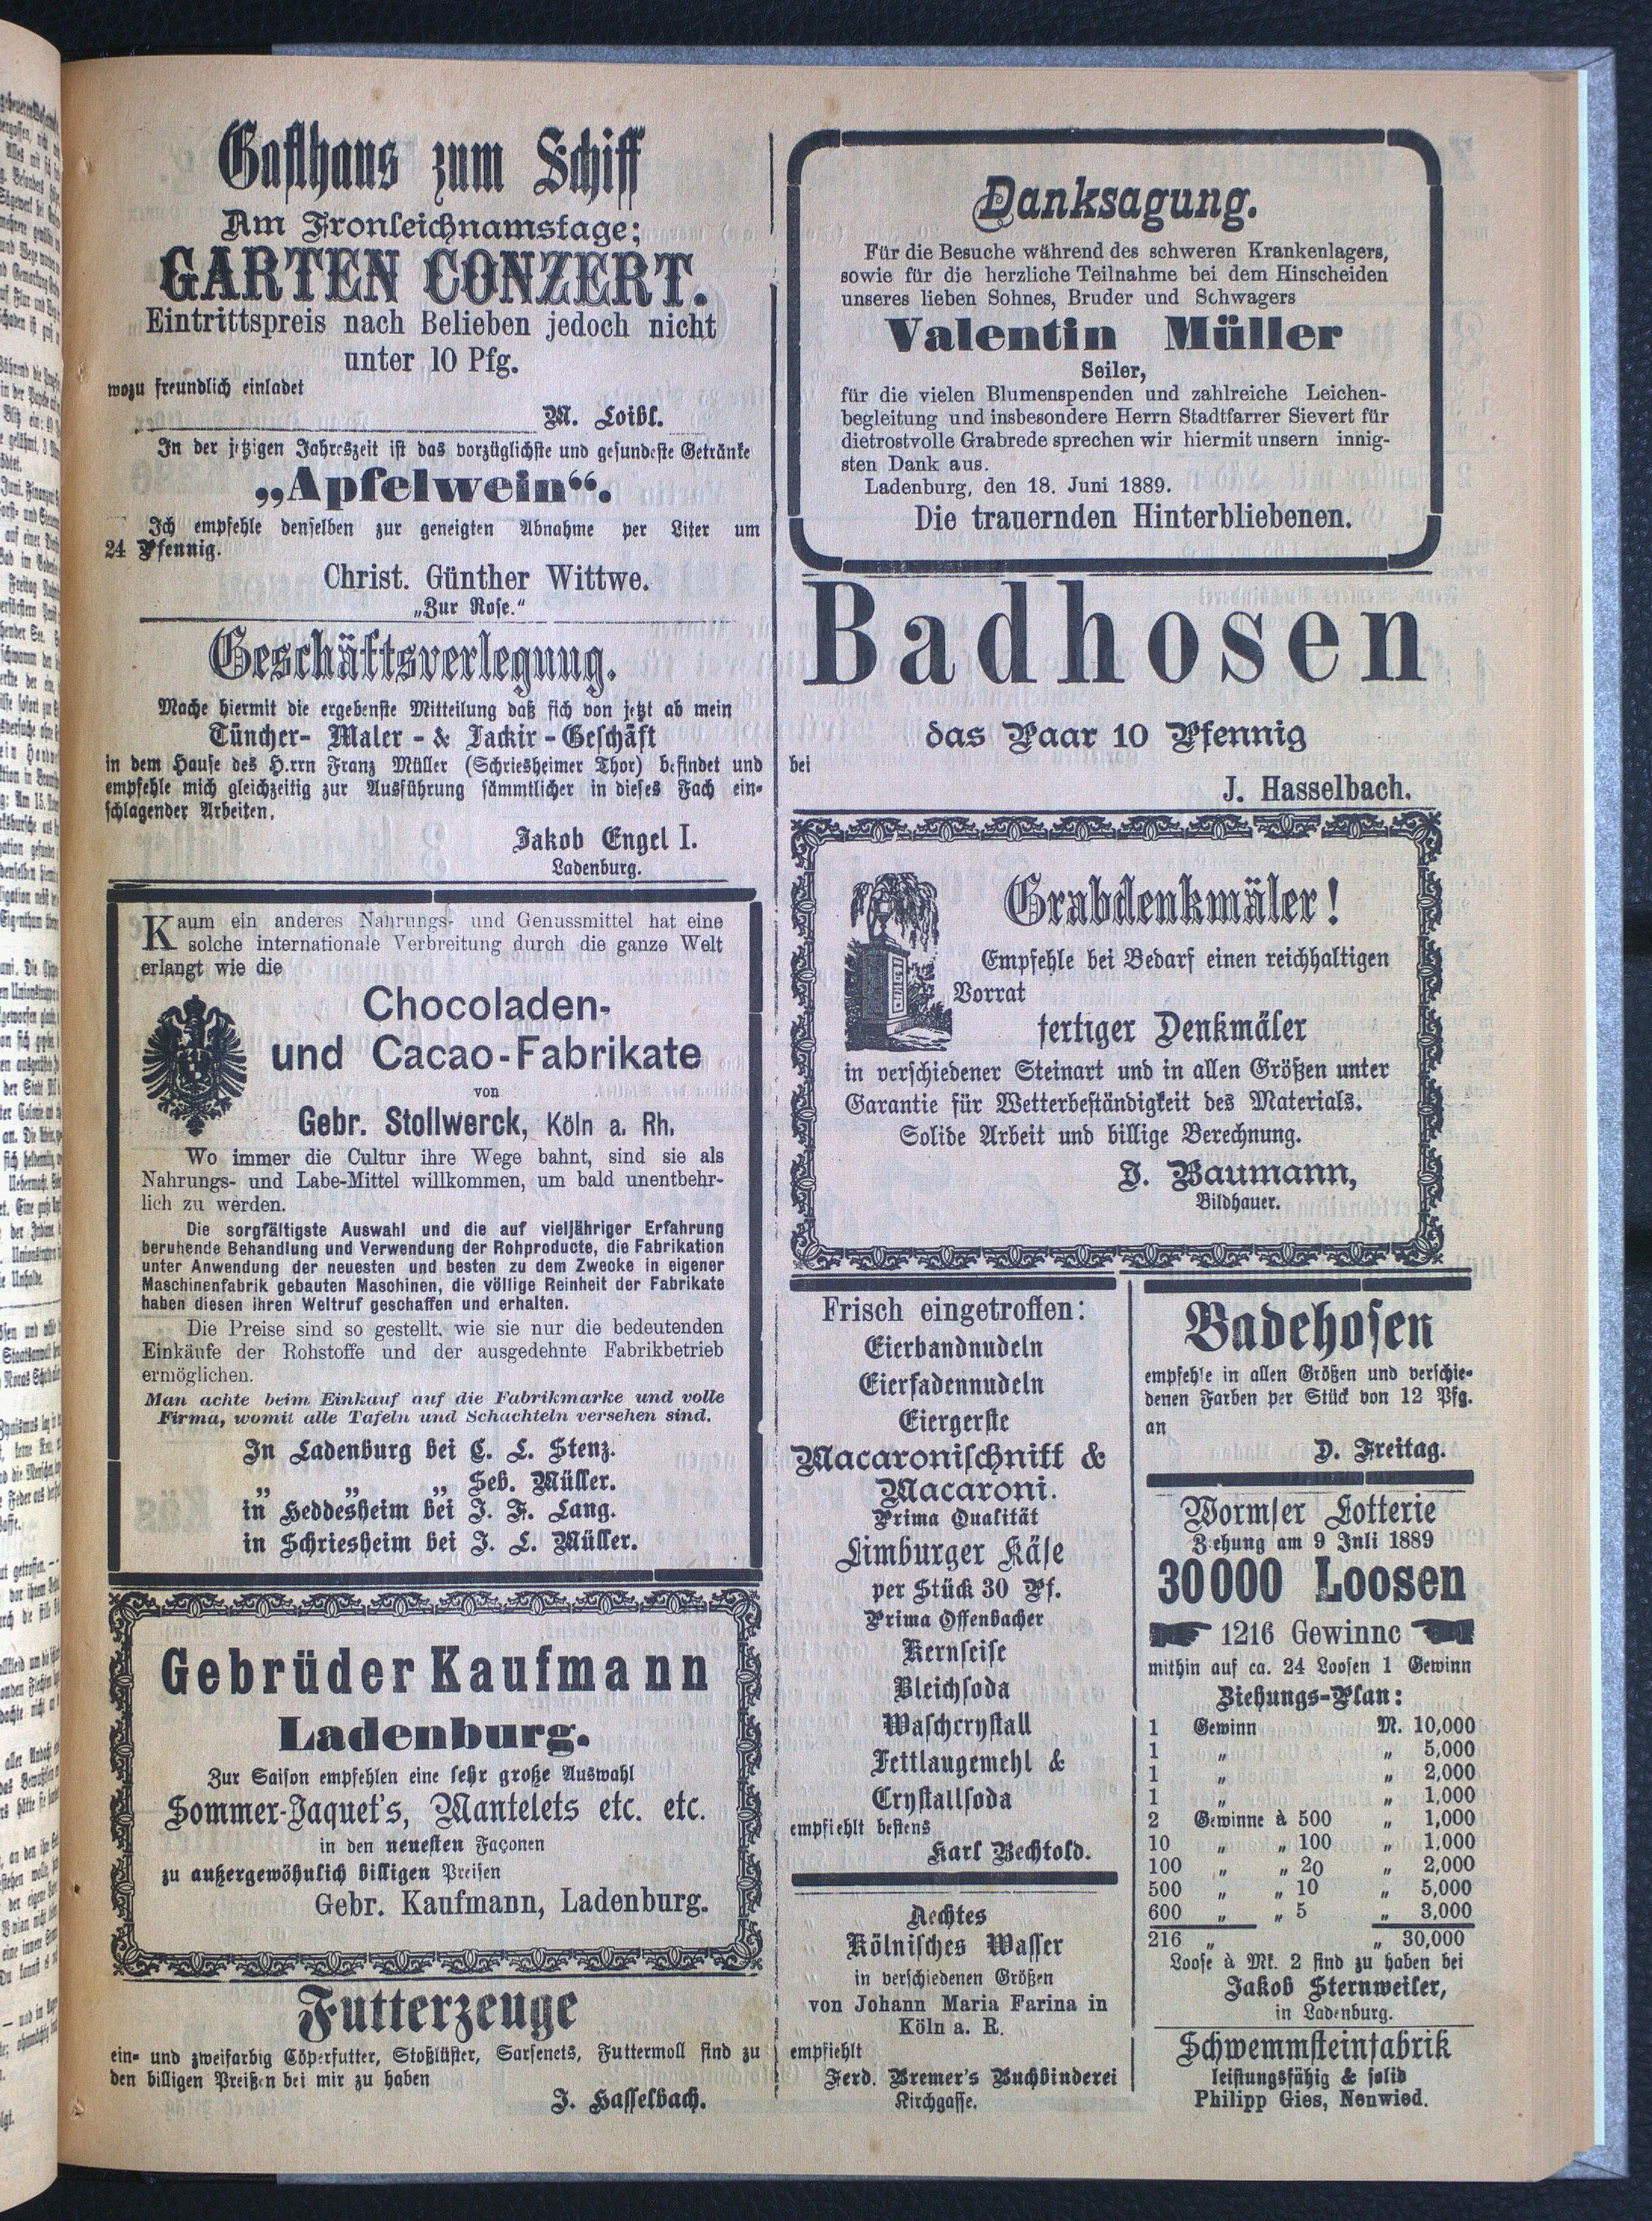 Gasthaus zum Schiff
Am Fronleichnamstage;
GARTEN CONZERT.
Eintrittspreis nach Belieben jedoch nicht
unter 10 Pfg.
wozu freundlich einladet
M. Loibl.
In der jetzigen Jahreszeit ist das vorzüglichste und gesundeste Getränke
„Apfelwein“.
Ich empfehle denselben zur geneigten Abnahme per Liter um
24 Pfennig.
Christ. Günther Wittwe.
„Zur Rose.“
Geschäftsverlegung.
Mache hiermit die ergebenste Mitteilung daß sich von jetzt ab mein
Tüncher- Maler - & Lackir - Geschäft
in dem Hause des H.rrn Franz Müller (Schriesheimer Thor) befindet und
empfehle mich gleichzeitig zur Ausführung sämmtlicher in dieses Fach ein-
schlagender Arbeiten.
Jakob Engel I.
Ladenburg.
Kaum ein anderes Nahrungs- und Genussmittel hat eine
solche internationale Verbreitung durch die ganze Welt
erlangt wie die
Chocoladen-
und Cacao-Fabrikate
von
Gebr. Stollwerck, Köln a. Rh.
Wo immer die Cultur ihre Wege bahnt, sind sie als
Nahrungs- und Labe-Mittel willkommen, um bald unentbehr-
lich zu werden.
Die sorgfältigste Auswahl und die auf vieljähriger Erfahrung
beruhende Behandlung und Verwendung der Rohproducte, die Fabrikation
unter Anwendung der neuesten und besten zu dem Zwecke in eigener
Maschinenfabrik gebauten Maschinen, die völlige Reinheit der Fabrikate
haben diesen ihren Weltruf geschaffen und erhalten.
Die Preise sind so gestellt, wie sie nur die bedeutenden
Einkäufe der Rohstoffe und der ausgedehnte Fabrikbetrieb
ermöglichen.
Man achte beim Einkauf auf die Fabrikmarke und volle
Firma, womit alle Tafeln und Schachteln versehen sind.
In Ladenburg bei C. L. Stenz.
„ „ „ Seb. Müller.
in Heddesheim bei J. F. Lang.
in Schriesheim bei J. L. Müller.
Gebrüder Kaufmann
Ladenburg.
Zur Saison empfehlen eine sehr große Auswahl
Sommer-Jaquet's, Mantelets etc. etc.
in den neuesten Façonen
zu außergewöhnlich billigen Preisen
Gebr. Kaufmann, Ladenburg.
Futterzeuge
ein- und zweifarbig Cöperfutter, Stoßlüster, Sarsenets, Futtermoll sind zu
den billigen Preißen bei mir zu haben
J. Hasselbach.
Danksagung.
Für die Besuche während des schweren Krankenlagers,
sowie für die herzliche Teilnahme bei dem Hinscheiden
unseres lieben Sohnes, Bruder und Schwagers
Valentin Müller
Seiler,
für die vielen Blumenspenden und zahlreiche Leichen-
begleitung und insbesondere Herrn Stadtfarrer Sievert für
dietrostvolle Grabrede sprechen wir hiermit unsern innig-
sten Dank aus.
Ladenburg, den 18. Juni 1889.
Die trauernden Hinterbliebenen.
Badhosen
das Paar 10 Pfennig
bei
J. Hasselbach.
Grabdenkmäler!
Empfehle bei Bedarf einen reichhaltigen
Vorrat
fertiger Denkmäler
in verschiedener Steinart und in allen Größen unter
Garantie für Wetterbeständigkeit des Materials.
Solide Arbeit und billige Berechnung.
J. Baumann,
Bildhauer.
Frisch eingetroffen:
Eierbandnudeln
Eierfadennudeln
Eiergerste
Macaronischnitt &
Macaroni.
Prima Qualität
Limburger Käse
per Stück 30 Pf.
Prima Offenbacher
Kernseife
Bleichsoda
Waschcrystall
Fettlaugemehl &
Crystallsoda
empfiehlt bestens
Karl Bechtold.
Aechtes
Kölnisches Wasser
in verschiedenen Größen
von Johann Maria Farina in
Köln a. R.
empfiehlt
Ferd. Bremer's Buchbinderei
Kirchgasse.
Badehosen
empfehle in allen Größen und verschie-
denen Farben per Stück von 12 Pfg.
an
D. Freitag.
Wormser Lotterie
Ziehung am 9 Juli 1889
30000 Loosen
1216 Gewinne
mithin auf ca. 24 Loosen 1 Gewinn
Ziehungs-Plan:
1 Gewinn M. 10,000
1 „ „ 5,000
1 „ „ 2,000
1 „ „ 1,000
2 Gewinne à 500 „ 1,000
10 „ „ 100 „ 1,000
100 „ „ 20 „ 2,000
500 „ „ 10 „ 5,000
600 „ „ 5 „ 3,000
216 „ „ 30,000
Loose à Mk. 2 sind zu haben bei
Jakob Sternweiler,
in Ladenburg.
Schwemmsteinfabrik
leistungsfähig & solid
Philipp Gies, Neuwied.